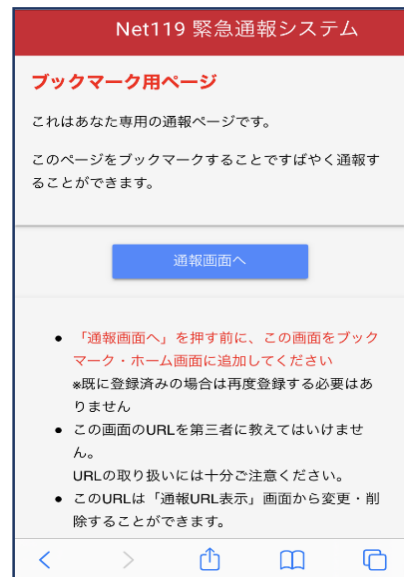 Net119 緊急通報システム
ブックマーク用ページ
これはあなた専用の通報ページです。
このページをブックマークすることですばやく通報す
ることができます。
通報画面へ
● 「通報画面へ」を押す前に、この画面をブック
マーク・ホーム画面に追加してください
※既に登録済みの場合は再度登録する必要はあ
りません
● この画面のURLを第三者に教えてはいけませ
ん。
URLの取り扱いには十分ご注意ください。
● このURLは「通報URL表示」画面から変更・削
除することができます。